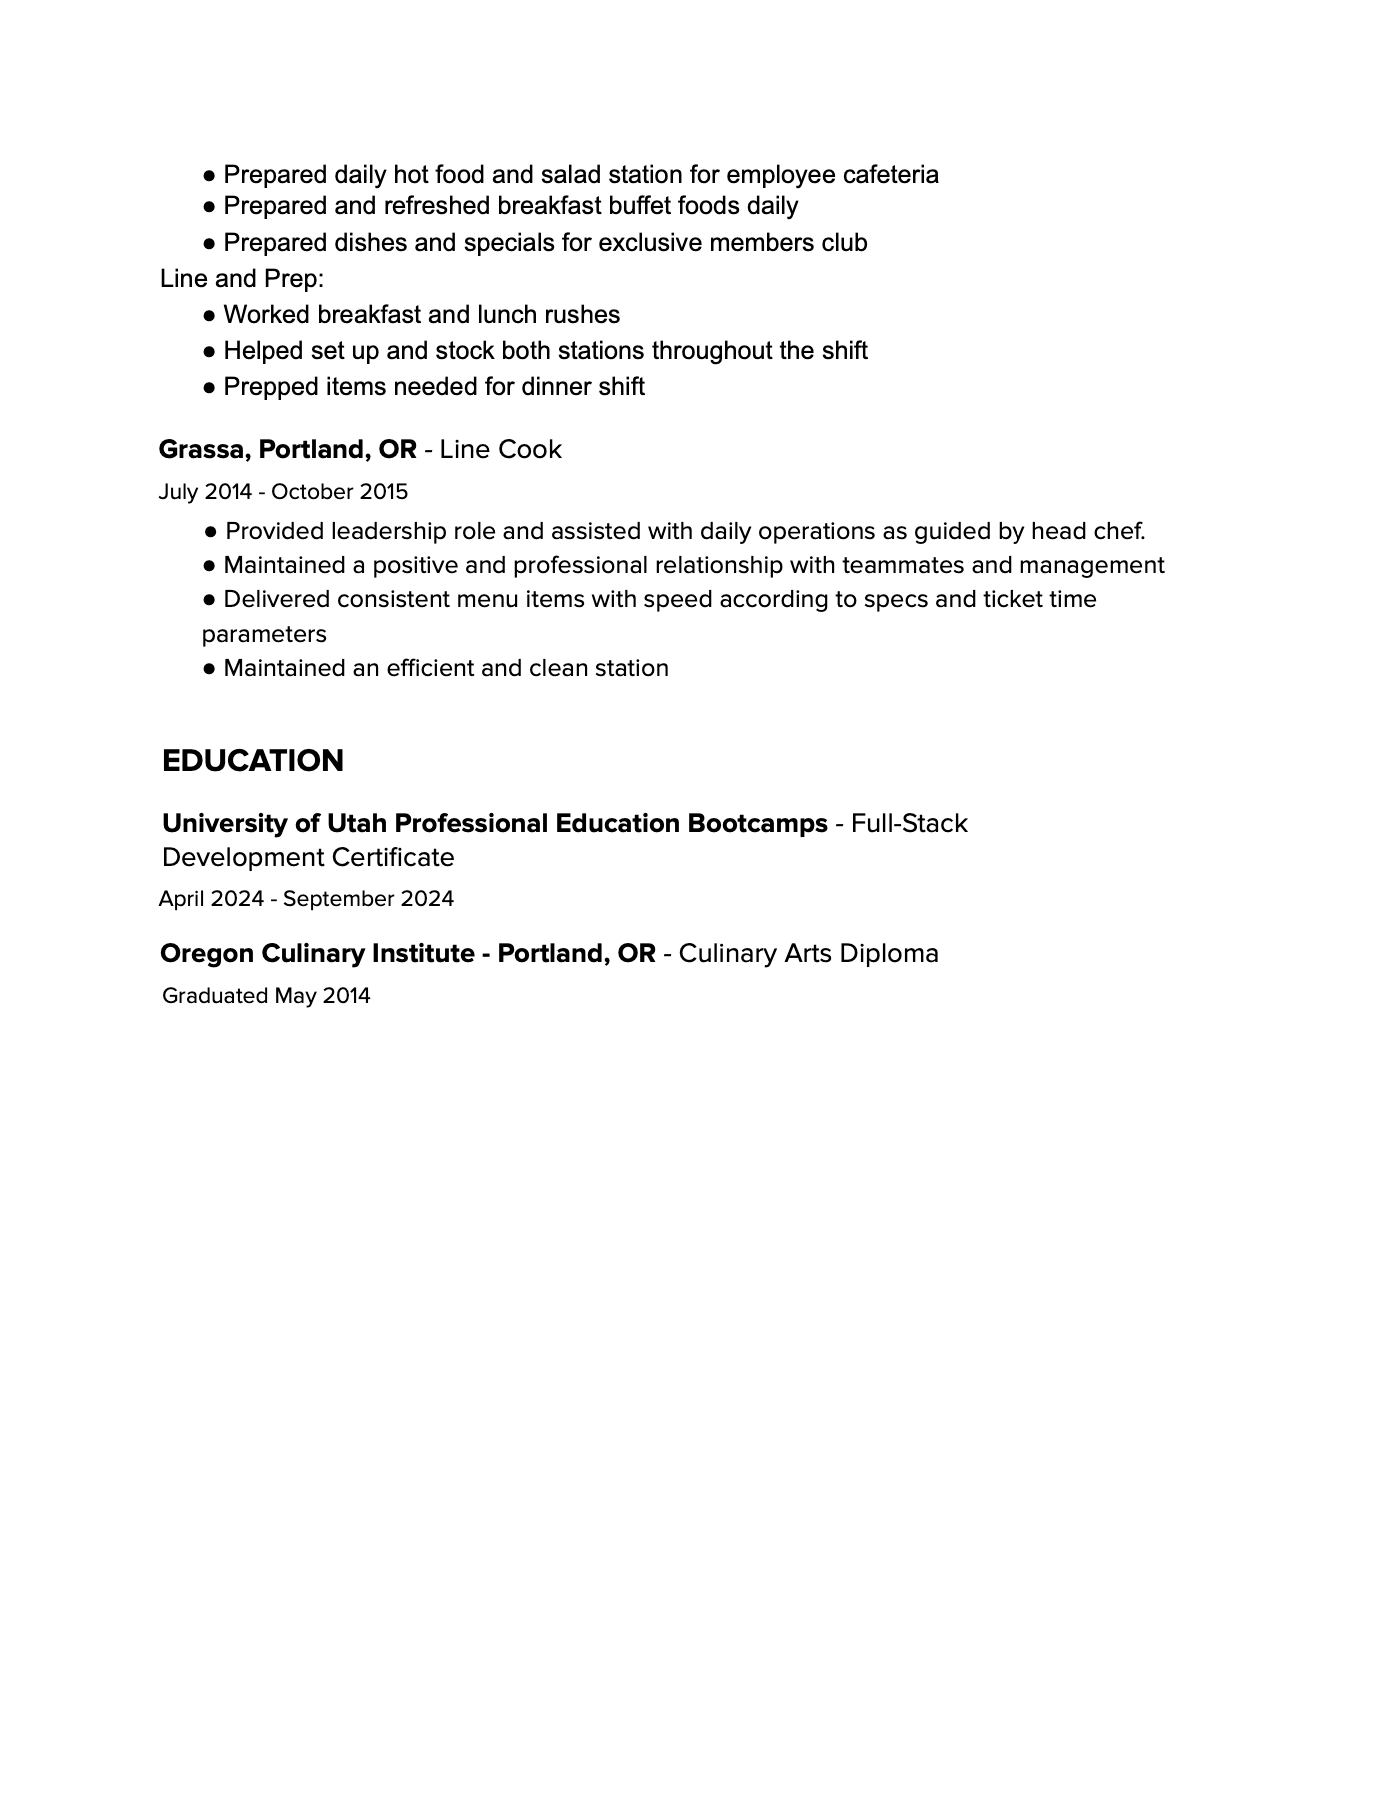 ● Prepared daily hot food and salad station for employee cafeteria
● Prepared and refreshed breakfast buffet foods daily
● Prepared dishes and specials for exclusive members club
Line and Prep:
● Worked breakfast and lunch rushes
● Helped set up and stock both stations throughout the shift
● Prepped items needed for dinner shift
Grassa, Portland, OR - Line Cook
July 2014 - October 2015
● Provided leadership role and assisted with daily operations as guided by head chef.
● Maintained a positive and professional relationship with teammates and management
● Delivered consistent menu items with speed according to specs and ticket time
parameters
● Maintained an efficient and clean station
EDUCATION
University of Utah Professional Education Bootcamps - Full-Stack
Development Certificate
April 2024 - September 2024
Oregon Culinary Institute - Portland, OR - Culinary Arts Diploma
Graduated May 2014